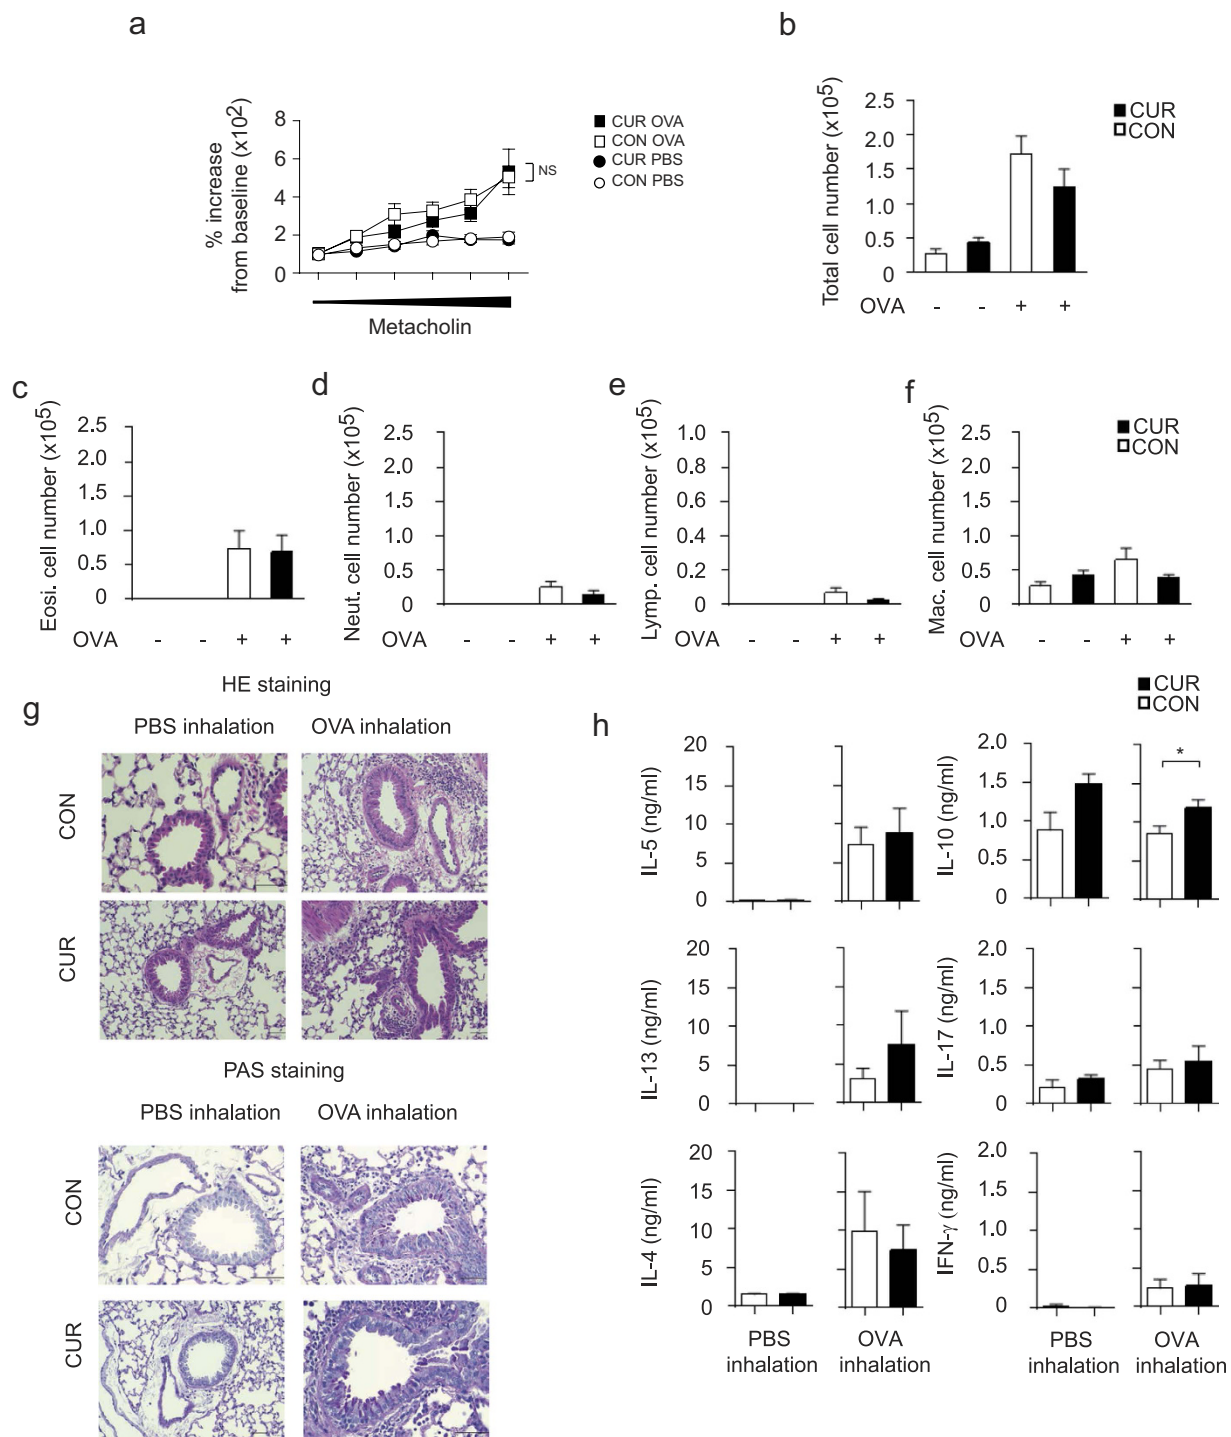 a
% increase
from baseline (x10²)
8
6
4
2
0
CUR OVA
CON OVA
CUR PBS
CON PBS
NS
Metacholin
b
Total cell number (x10⁵)
2.5
2.0
1.5
1.0
0.5
0
CUR
CON
OVA - - + +
c
Eosi. cell number (x10⁵)
2.5
2.0
1.5
1.0
0.5
0
OVA - - + +
d
Neut. cell number (x10⁵)
2.5
2.0
1.5
1.0
0.5
0
- - + +
e
Lymp. cell number (x10⁵)
1.0
0.8
0.6
0.4
0.2
0
OVA - - + +
f
Mac. cell number (x10⁵)
2.5
2.0
1.5
1.0
0.5
0
CUR
CON
OVA - - + +
g
HE staining
PBS inhalation OVA inhalation
CON
CUR
PAS staining
PBS inhalation OVA inhalation
CON
CUR
h
CUR
CON
IL-5 (ng/ml)
20
15
10
5
0
IL-10 (ng/ml)
2.0
1.5
1.0
0.5
0
*
IL-13 (ng/ml)
20
15
10
5
0
IL-17 (ng/ml)
2.0
1.5
1.0
0.5
0
IL-4 (ng/ml)
20
15
10
5
0
IFN-γ (ng/ml)
2.0
1.5
1.0
0.5
0
PBS
inhalation
OVA
inhalation
PBS
inhalation
OVA
inhalation